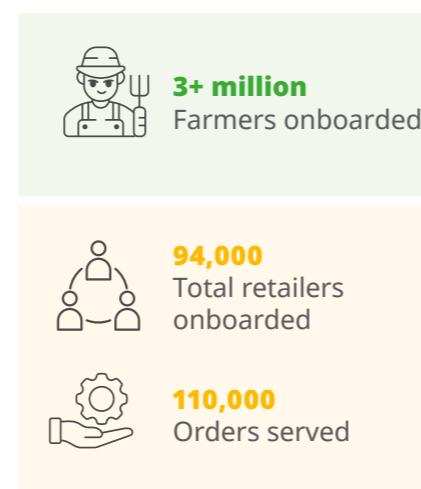 3+ million
Farmers onboarded
94,000
Total retailers
onboarded
110,000
Orders served